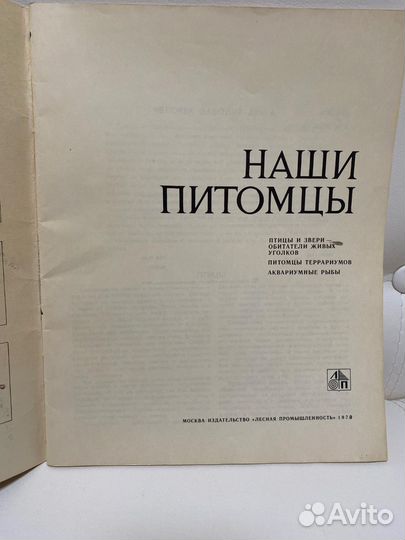 НАШИ
ПИТОМЦЫ
ПТИЦЫ И ЗВЕРИ —
ОБИТАТЕЛИ ЖИВЫХ
УГОЛКОВ
ПИТОМЦЫ ТЕРРАРИУМОВ
АКВАРИУМНЫЕ РЫБЫ
ЛП
МОСКВА ИЗДАТЕЛЬСТВО «ЛЕСНАЯ ПРОМЫШЛЕННОСТЬ» 1978
Avito